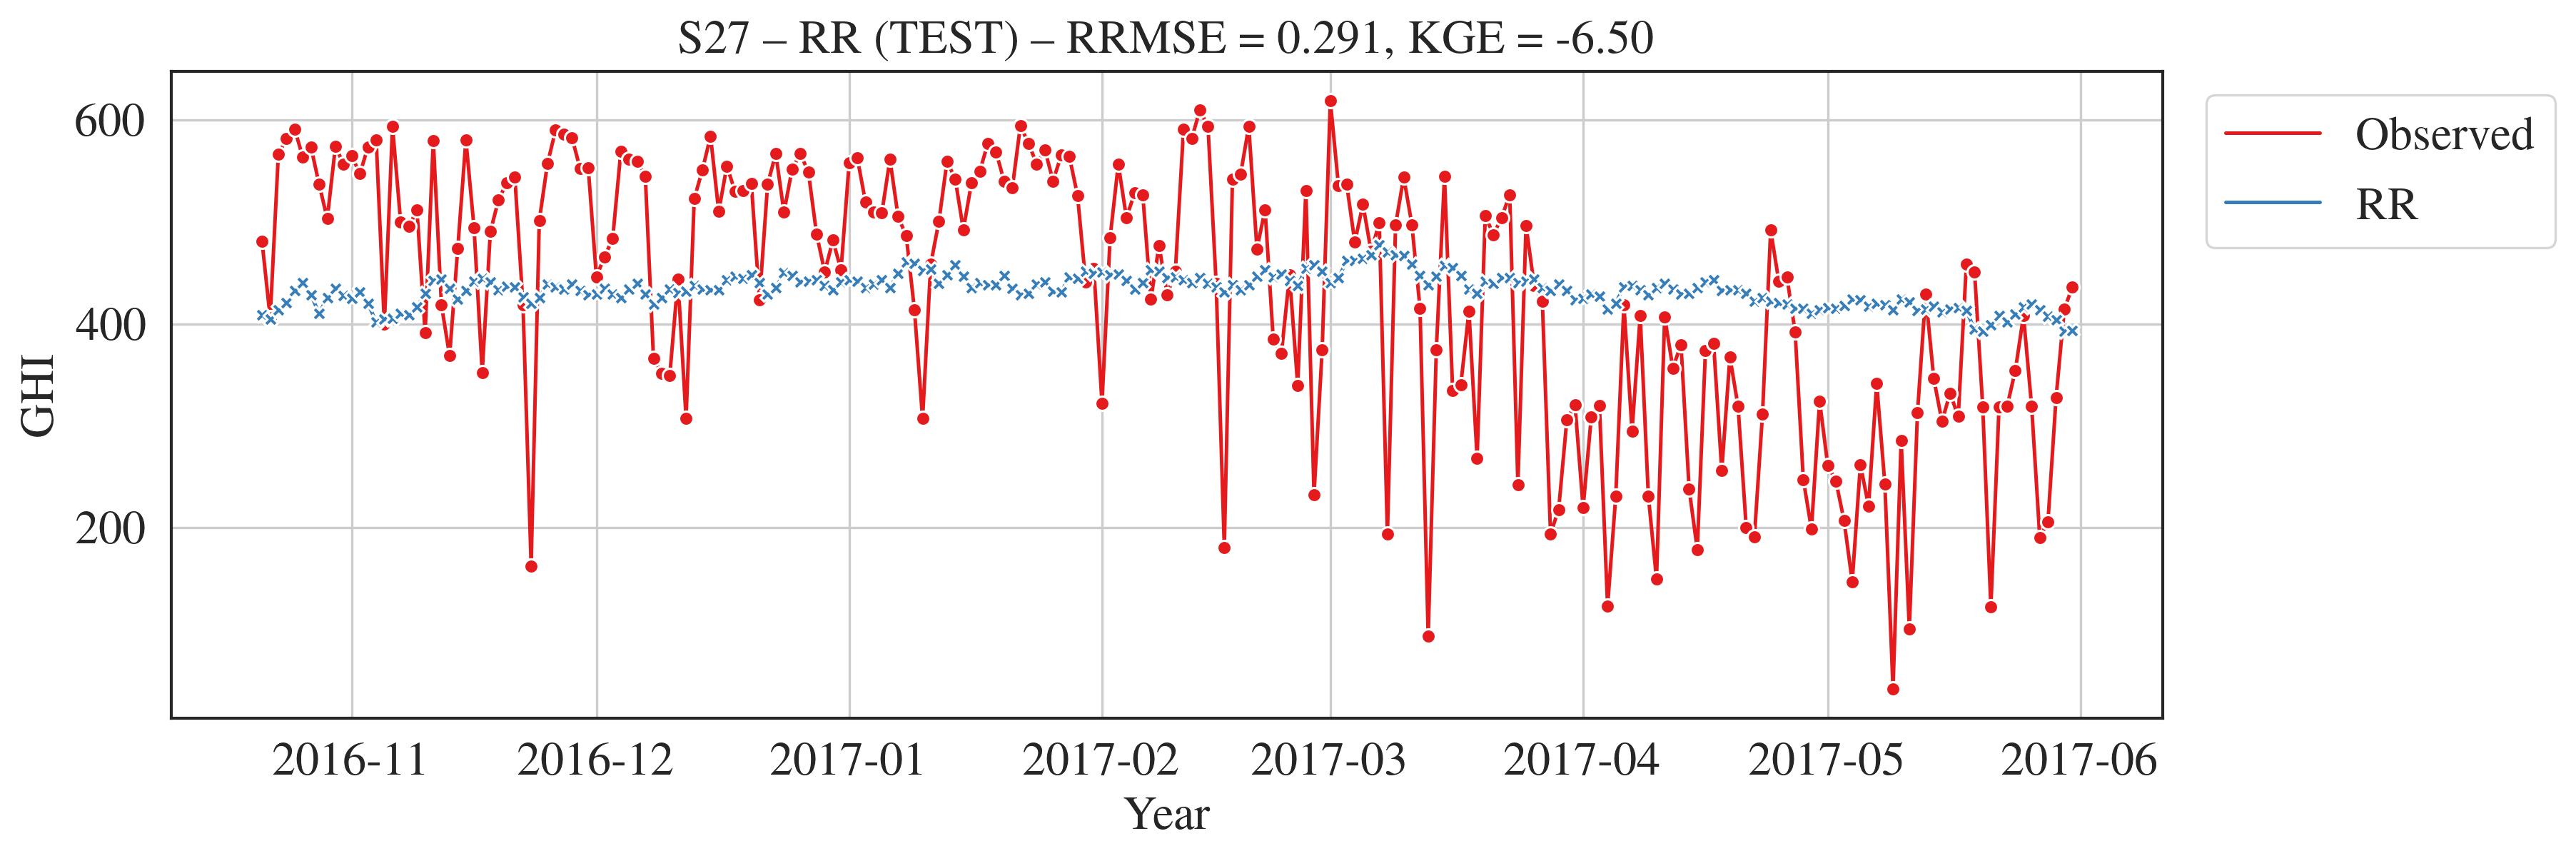 S27 – RR (TEST) – RRMSE = 0.291, KGE = -6.50
Observed
RR
GHI
600
400
200
2016-11
2016-12
2017-01
2017-02
2017-03
2017-04
2017-05
2017-06
Year